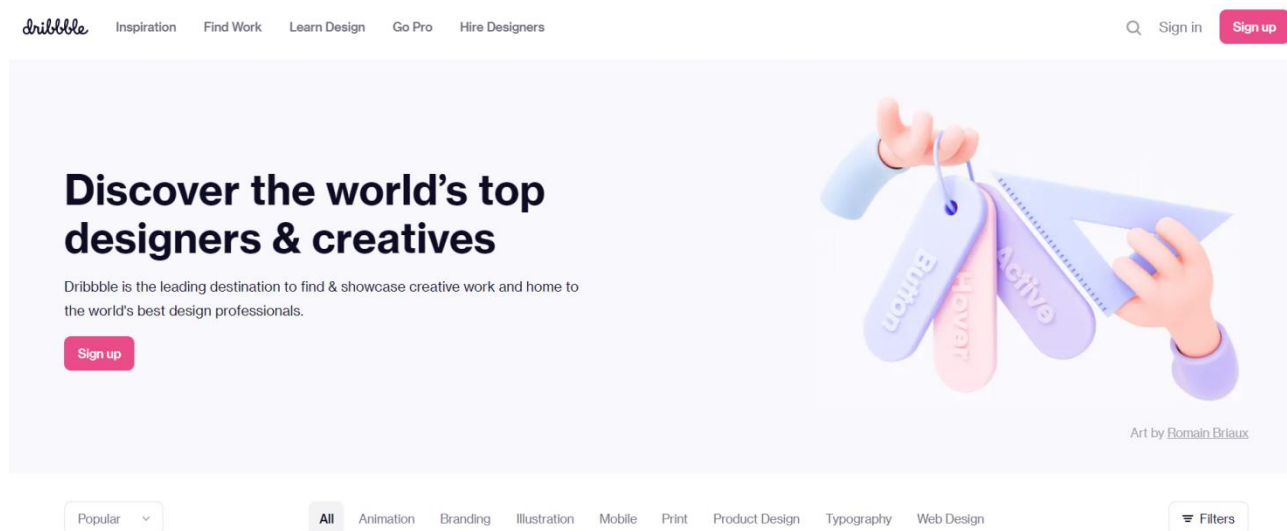 dribbble Inspiration Find Work Learn Design Go Pro Hire Designers Sign in Sign up
Discover the world's top
designers & creatives
Dribbble is the leading destination to find & showcase creative work and home to
the world's best design professionals.
Sign up
Button
Hover
Active
Art by Romain Briaux
Popular All Animation Branding Illustration Mobile Print Product Design Typography Web Design Filters